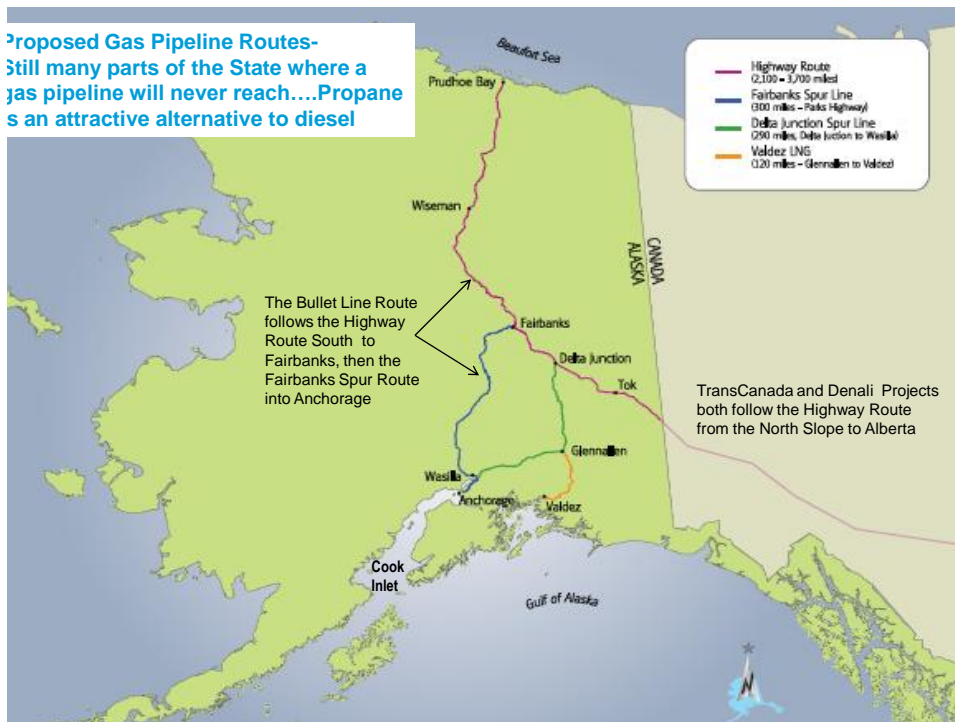 Proposed Gas Pipeline Routes-
Still many parts of the State where a
gas pipeline will never reach....Propane
is an attractive alternative to diesel
Beaufort Sea
Prudhoe Bay
Highway Route
(2,100 – 3,700 miles)
Fairbanks Spur Line
(300 miles – Parks Highway)
Delta Junction Spur Line
(290 miles, Delta Juction to Wasilla)
Valdez LNG
(120 miles – Glennallen to Valdez)
Wiseman
ALASKA
CANADA
The Bullet Line Route
follows the Highway
Route South to
Fairbanks, then the
Fairbanks Spur Route
into Anchorage
Fairbanks
Delta Junction
Tok
TransCanada and Denali Projects
both follow the Highway Route
from the North Slope to Alberta
Glennallen
Wasilla
Anchorage
Valdez
Cook
Inlet
Gulf of Alaska
N